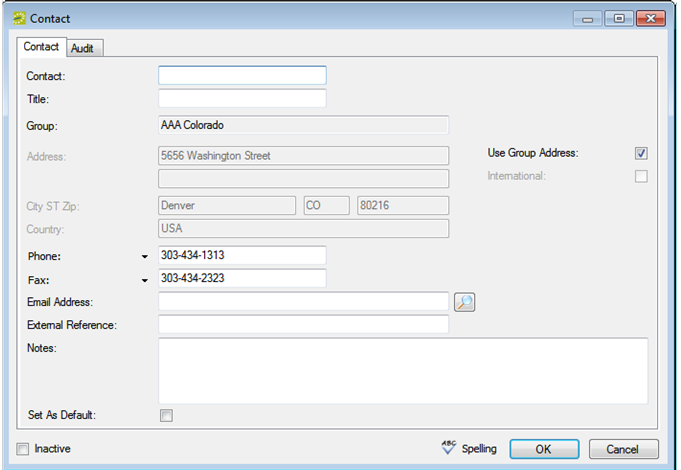 Contact
Contact Audit
Contact:
Title:
Group: AAA Colorado
Address: 5656 Washington Street Use Group Address:
International:
City ST Zip: Denver CO 80216
Country: USA
Phone: 303-434-1313
Fax: 303-434-2323
Email Address:
External Reference:
Notes:
Set As Default:
Inactive ABC Spelling OK Cancel